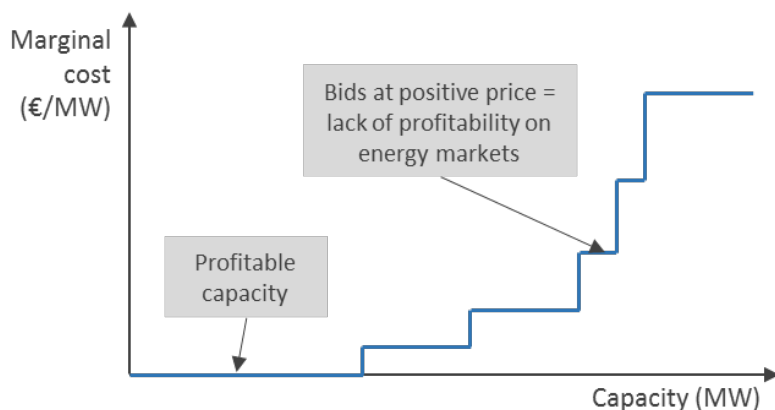 Marginal
cost
(€/MW)
Bids at positive price =
lack of profitability on
energy markets
Profitable
capacity
Capacity (MW)